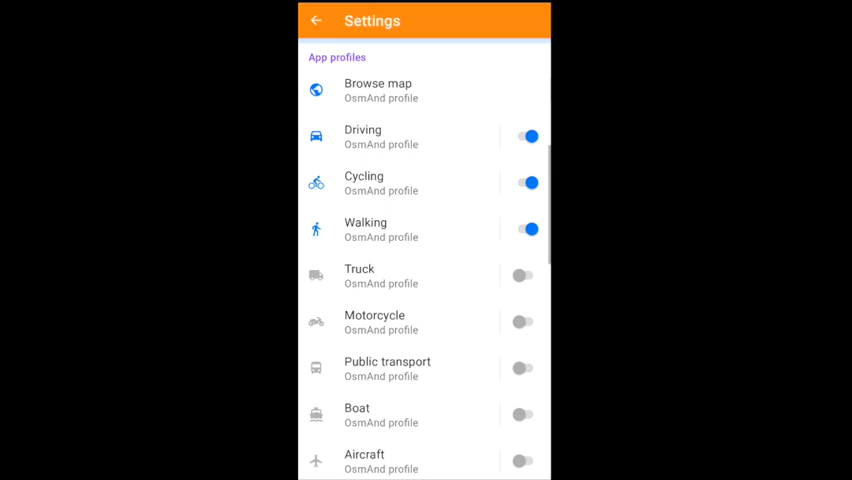 Settings
App profiles
Browse map
OsmAnd profile
Driving
OsmAnd profile
Cycling
OsmAnd profile
Walking
OsmAnd profile
Truck
OsmAnd profile
Motorcycle
OsmAnd profile
Public transport
OsmAnd profile
Boat
OsmAnd profile
Aircraft
OsmAnd profile